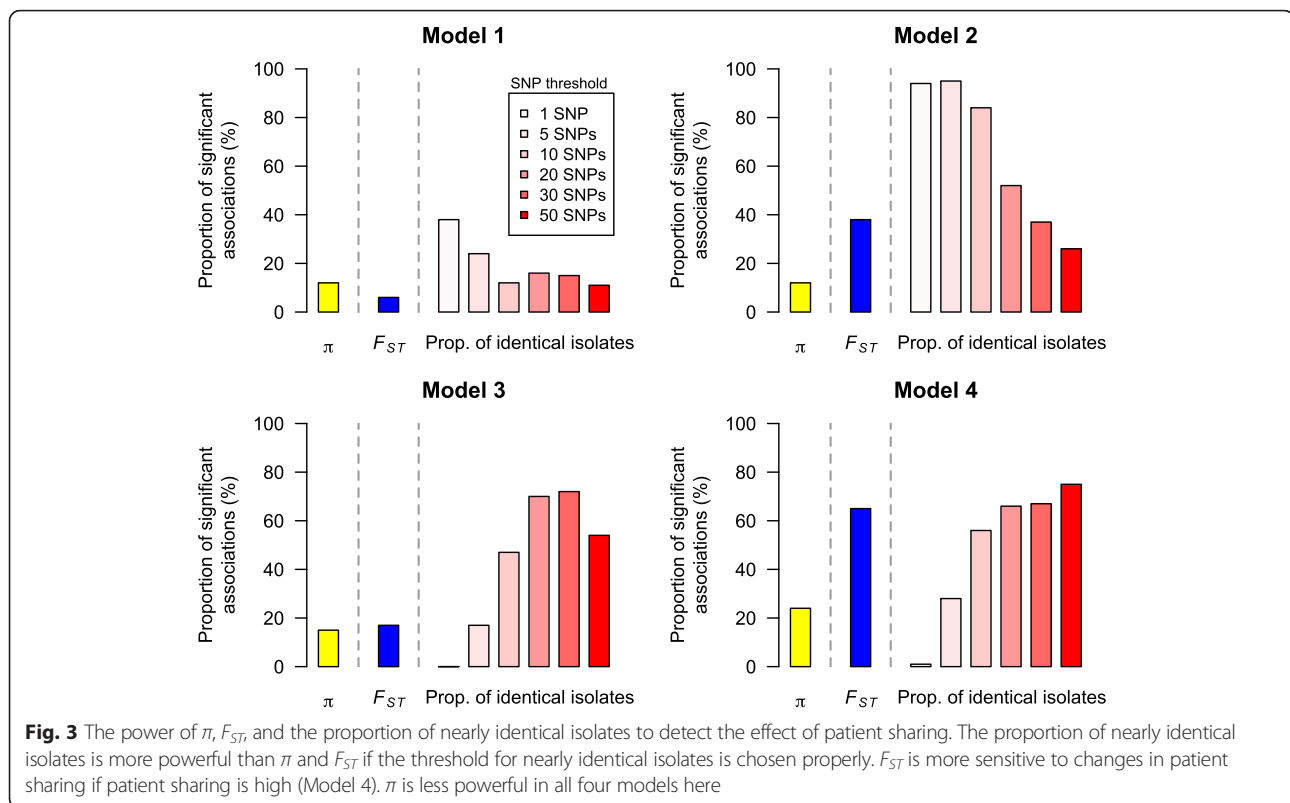 Model 1
Proportion of significant
associations (%)
100
80
60
40
20
0
SNP threshold
1 SNP
5 SNPs
10 SNPs
20 SNPs
30 SNPs
50 SNPs
π
FST
Prop. of identical isolates
Model 2
Proportion of significant
associations (%)
100
80
60
40
20
0
π
FST
Prop. of identical isolates
Model 3
Proportion of significant
associations (%)
100
80
60
40
20
0
π
FST
Prop. of identical isolates
Model 4
Proportion of significant
associations (%)
100
80
60
40
20
0
π
FST
Prop. of identical isolates
Fig. 3 The power of π, FST, and the proportion of nearly identical isolates to detect the effect of patient sharing. The proportion of nearly identical
isolates is more powerful than π and FST if the threshold for nearly identical isolates is chosen properly. FST is more sensitive to changes in patient
sharing if patient sharing is high (Model 4). π is less powerful in all four models here